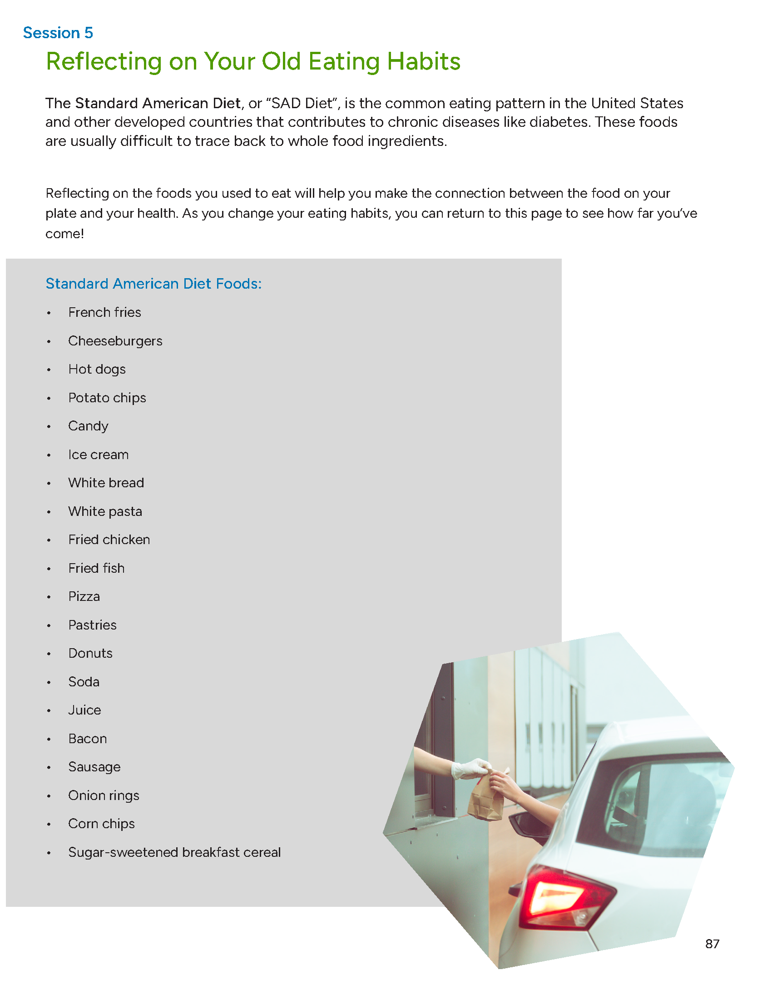 Session 5
Reflecting on Your Old Eating Habits
The Standard American Diet, or “SAD Diet”, is the common eating pattern in the United States
and other developed countries that contributes to chronic diseases like diabetes. These foods
are usually difficult to trace back to whole food ingredients.
Reflecting on the foods you used to eat will help you make the connection between the food on your
plate and your health. As you change your eating habits, you can return to this page to see how far you’ve
come!
Standard American Diet Foods:
• French fries
• Cheeseburgers
• Hot dogs
• Potato chips
• Candy
• Ice cream
• White bread
• White pasta
• Fried chicken
• Fried fish
• Pizza
• Pastries
• Donuts
• Soda
• Juice
• Bacon
• Sausage
• Onion rings
• Corn chips
• Sugar-sweetened breakfast cereal
87